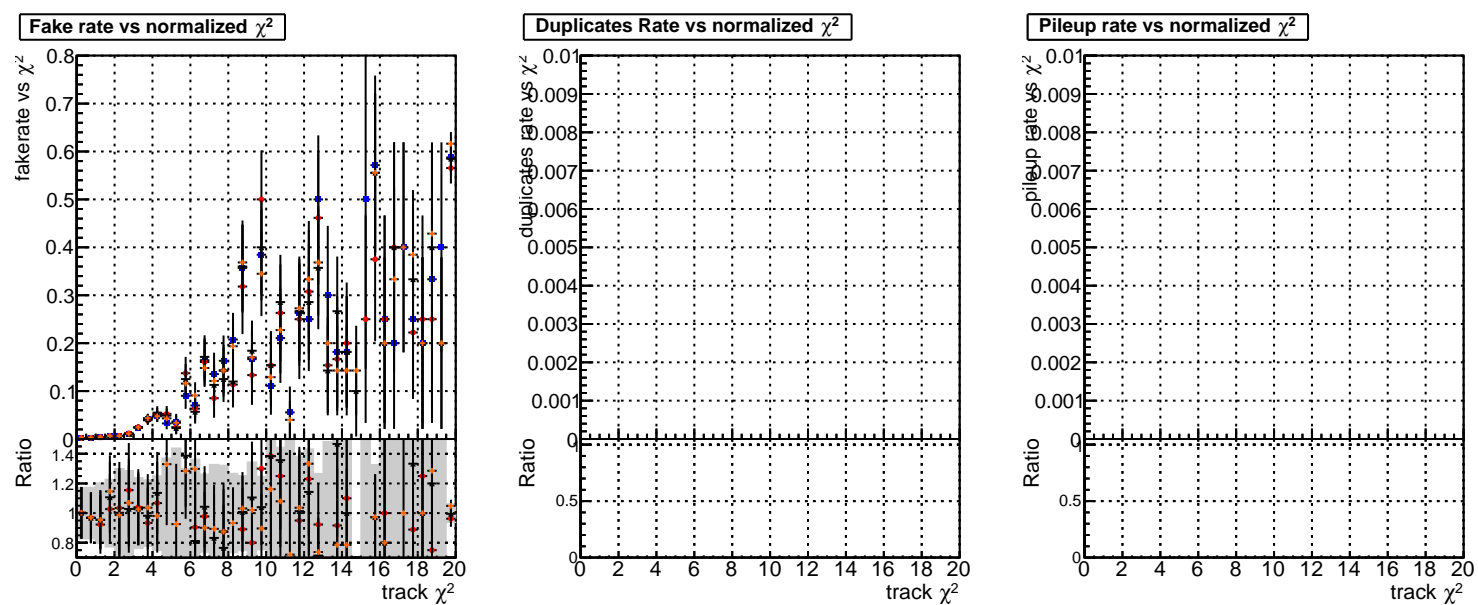 Fake rate vs normalized χ²
fakerate vs χ²
0.8
0.7
0.6
0.5
0.4
0.3
0.2
0.1
0
Ratio
1.4
1.2
1
0.8
0 2 4 6 8 10 12 14 16 18 20
track χ²
Duplicates Rate vs normalized χ²
duplicates rate vs χ²
0.01
0.009
0.008
0.007
0.006
0.005
0.004
0.003
0.002
0.001
0
Ratio
1
0.5
0
0 2 4 6 8 10 12 14 16 18 20
track χ²
Pileup rate vs normalized χ²
pileup rate vs χ²
0.01
0.009
0.008
0.007
0.006
0.005
0.004
0.003
0.002
0.001
0
Ratio
1
0.5
0
0 2 4 6 8 10 12 14 16 18 20
track χ²